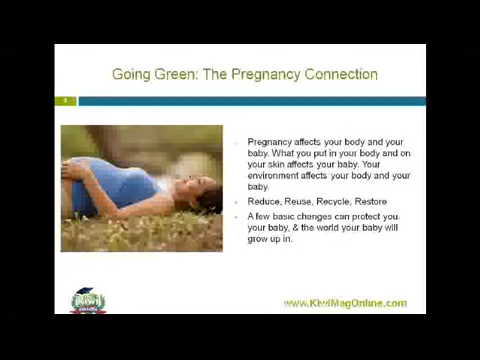 Going Green: The Pregnancy Connection
Pregnancy affects your body and your
baby. What you put in your body and on
your skin affects your baby. Your
environment affects your body and your
baby.
Reduce, Reuse, Recycle, Restore
A few basic changes can protect you,
your baby, & the world your baby will
grow up in.
Kiwi
www.KiwiMagOnline.com